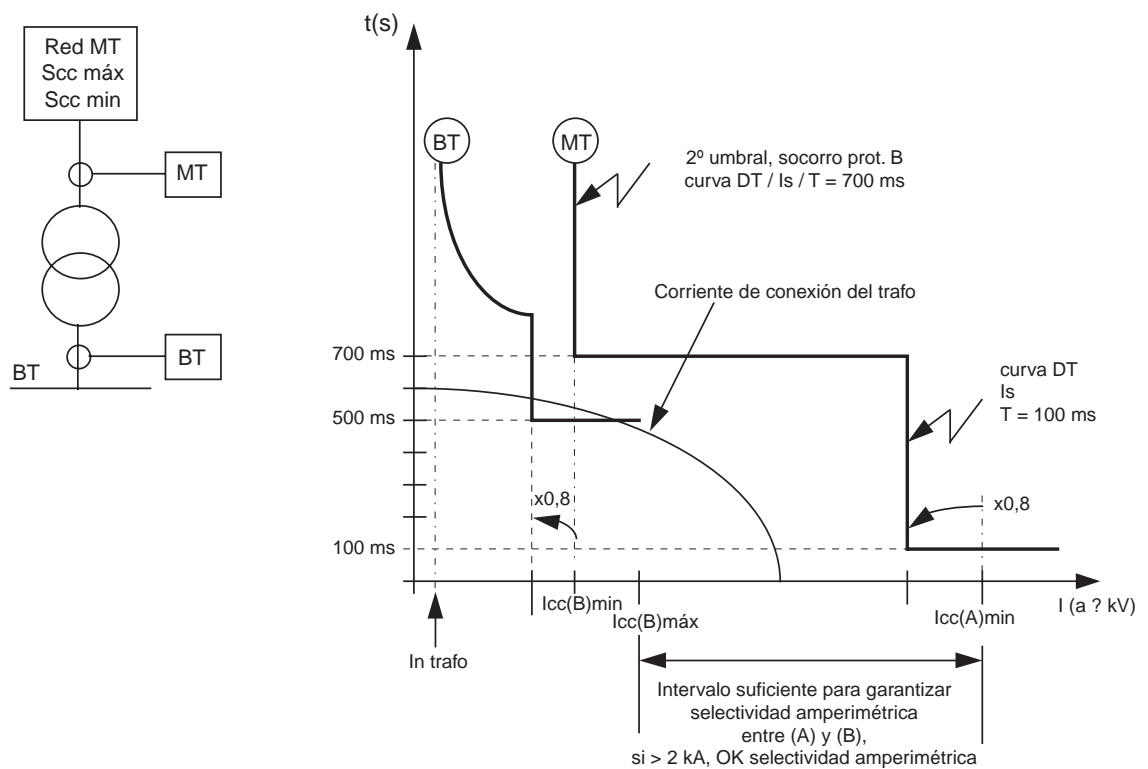 Red MT
Scc máx
Scc min
MT
BT
BT
t(s)
BT
MT
2º umbral, socorro prot. B
curva DT / Is / T = 700 ms
Corriente de conexión del trafo
700 ms
500 ms
100 ms
curva DT
Is
T = 100 ms
x0,8
x0,8
Icc(B)min
Icc(B)máx
Icc(A)min
I (a ? kV)
In trafo
Intervalo suficiente para garantizar
selectividad amperimétrica
entre (A) y (B),
si > 2 kA, OK selectividad amperimétrica